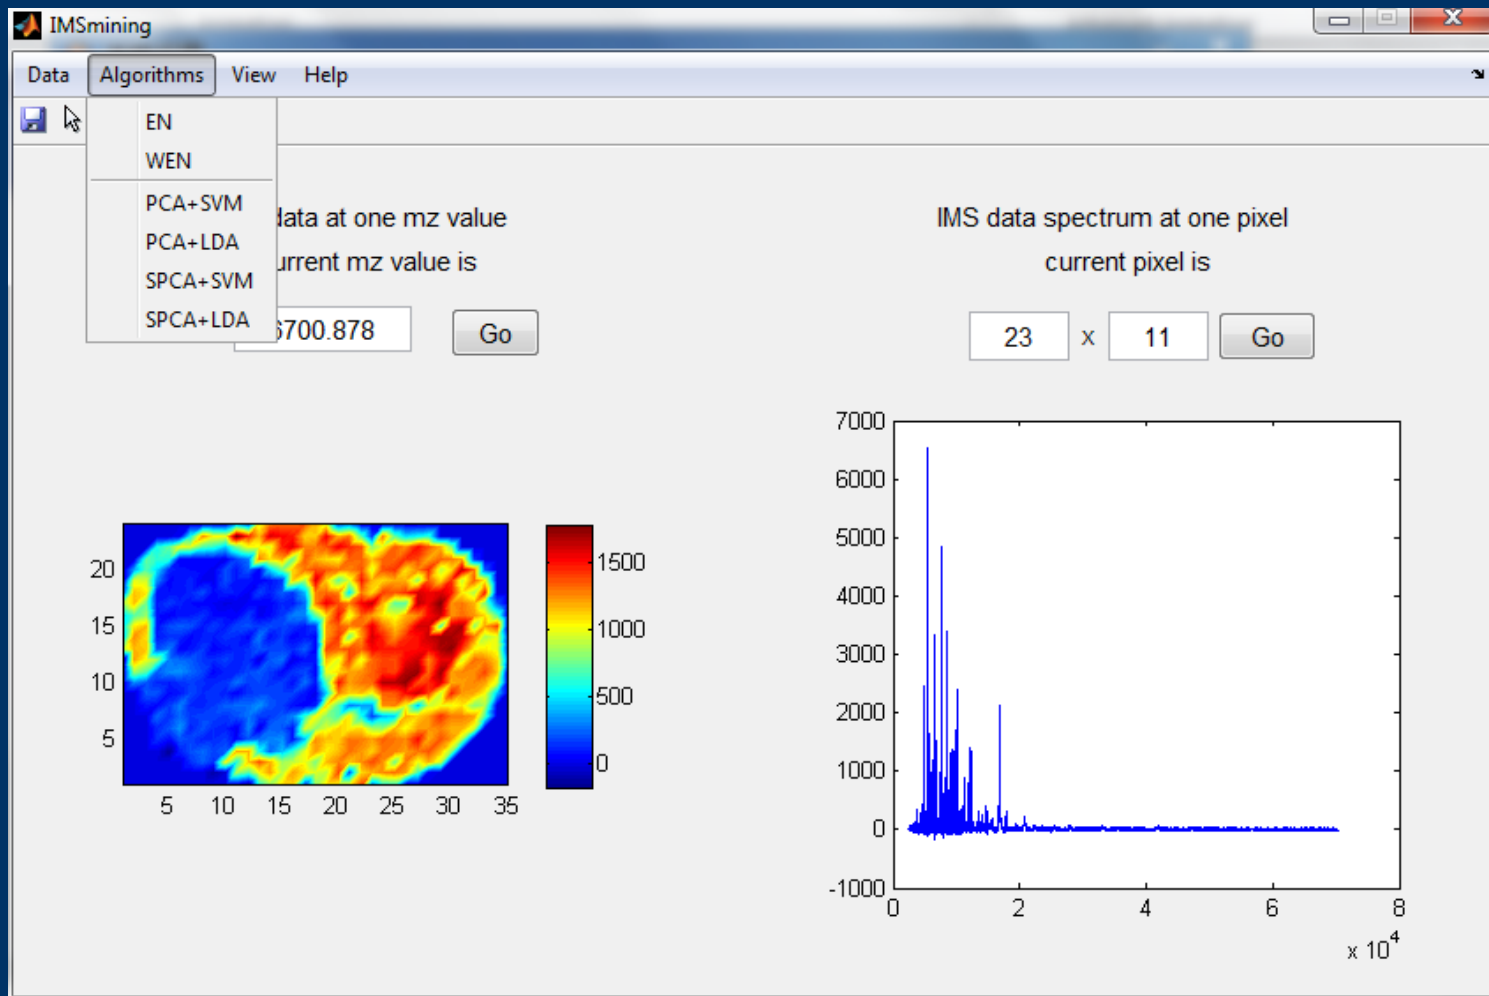 IMSmining
Data Algorithms View Help
EN
WEN
PCA+SVM
PCA+LDA
SPCA+SVM
SPCA+LDA
data at one mz value
current mz value is
6700.878 Go
IMS data spectrum at one pixel
current pixel is
23 x 11 Go
20
15
10
5
5 10 15 20 25 30 35
1500
1000
500
0
7000
6000
5000
4000
3000
2000
1000
0
-1000
0 2 4 6 8
x 10^4